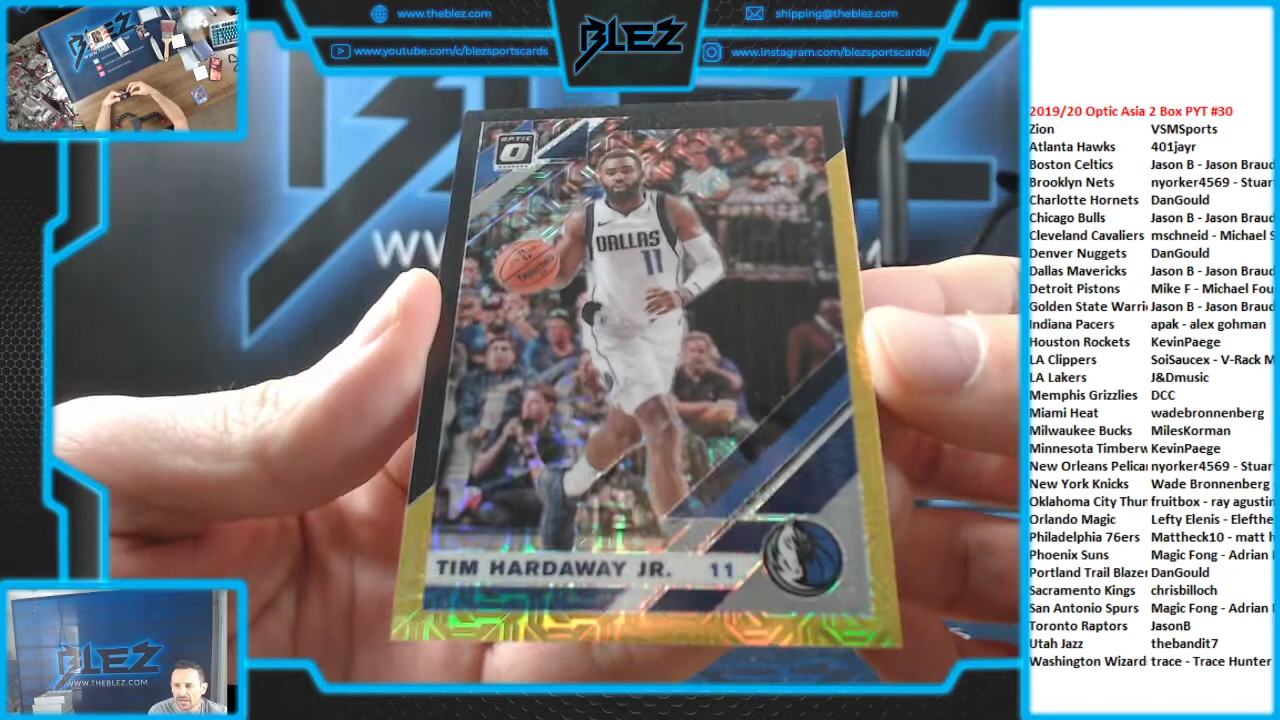 www.theblez.com
www.youtube.com/c/blezsportscards
BLEZ
shipping@theblez.com
www.instagram.com/blezsportscards/
OPTIC
DALLAS
11
TIM HARDAWAY JR. 11
BLEZ
WWW.THEBLEZ.COM
2019/20 Optic Asia 2 Box PYT #30
Zion VSMSports
Atlanta Hawks 401jayr
Boston Celtics Jason B - Jason Braud
Brooklyn Nets nyorker4569 - Stuar
Charlotte Hornets DanGould
Chicago Bulls Jason B - Jason Braud
Cleveland Cavaliers mschneid - Michael S
Denver Nuggets DanGould
Dallas Mavericks Jason B - Jason Braud
Detroit Pistons Mike F - Michael Fou
Golden State Warri Jason B - Jason Braud
Indiana Pacers apak - alex gohman
Houston Rockets KevinPaege
LA Clippers SoiSaucex - V-Rack M
LA Lakers J&Dmusic
Memphis Grizzlies DCC
Miami Heat wadebronnenberg
Milwaukee Bucks MilesKorman
Minnesota Timberw KevinPaege
New Orleans Pelica nyorker4569 - Stuar
New York Knicks Wade Bronnenberg
Oklahoma City Thun fruitbox - ray agustin
Orlando Magic Lefty Elenis - Elefthe
Philadelphia 76ers Mattheck10 - matt h
Phoenix Suns Magic Fong - Adrian
Portland Trail Blazer DanGould
Sacramento Kings chrisbilloch
San Antonio Spurs Magic Fong - Adrian
Toronto Raptors JasonB
Utah Jazz thebandit7
Washington Wizard trace - Trace Hunter